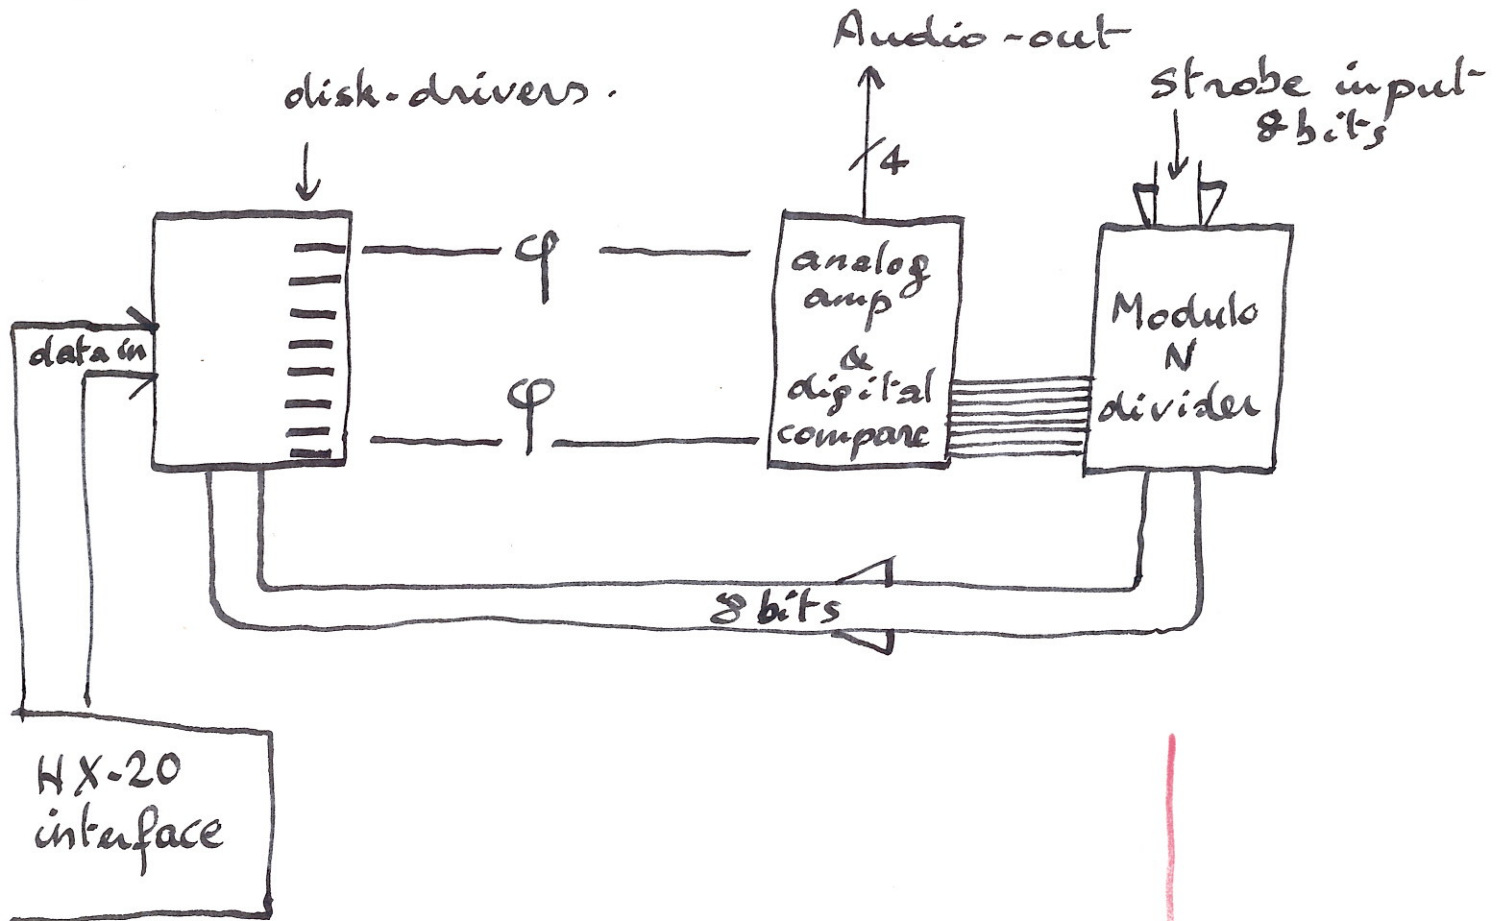 Audio-out
strobe input
8 bits
disk-drivers.
4
φ
analog
amp
&
digital
compare
Modulo
N
divider
data in
φ
8 bits
HX-20
interface